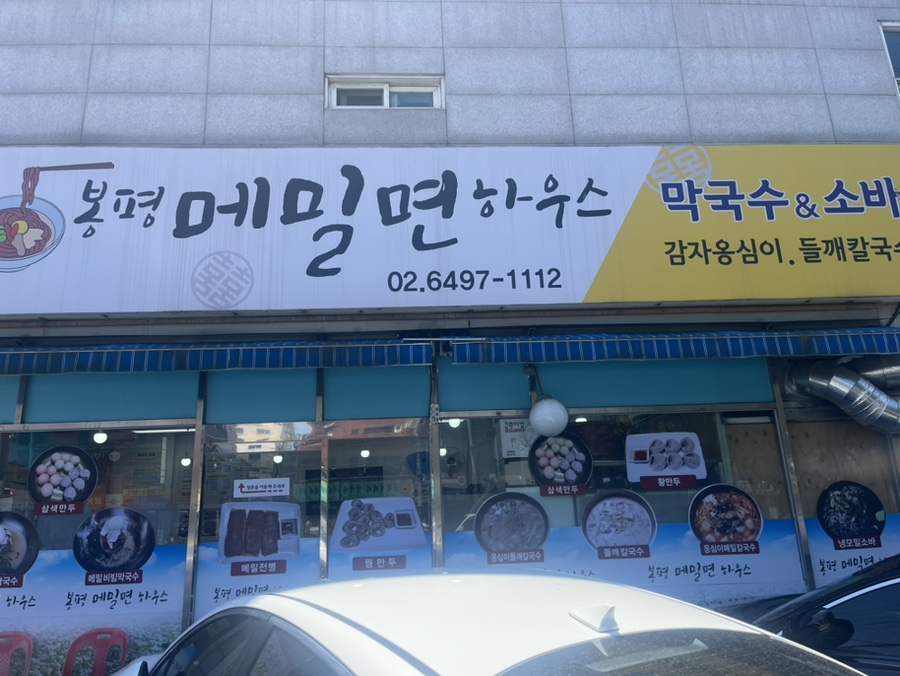 봉평 메밀면 하우스
02.6497-1112
막국수&소바
감자옹심이.들깨칼국수
삼색만두
메밀비빔막국수
봉평 메밀면 하우스
메밀전병
삼색만두
왕만두
옹심이들깨칼국수
들깨칼국수
옹심이메밀칼국수
냉모밀소바
봉평 메밀면 하우스